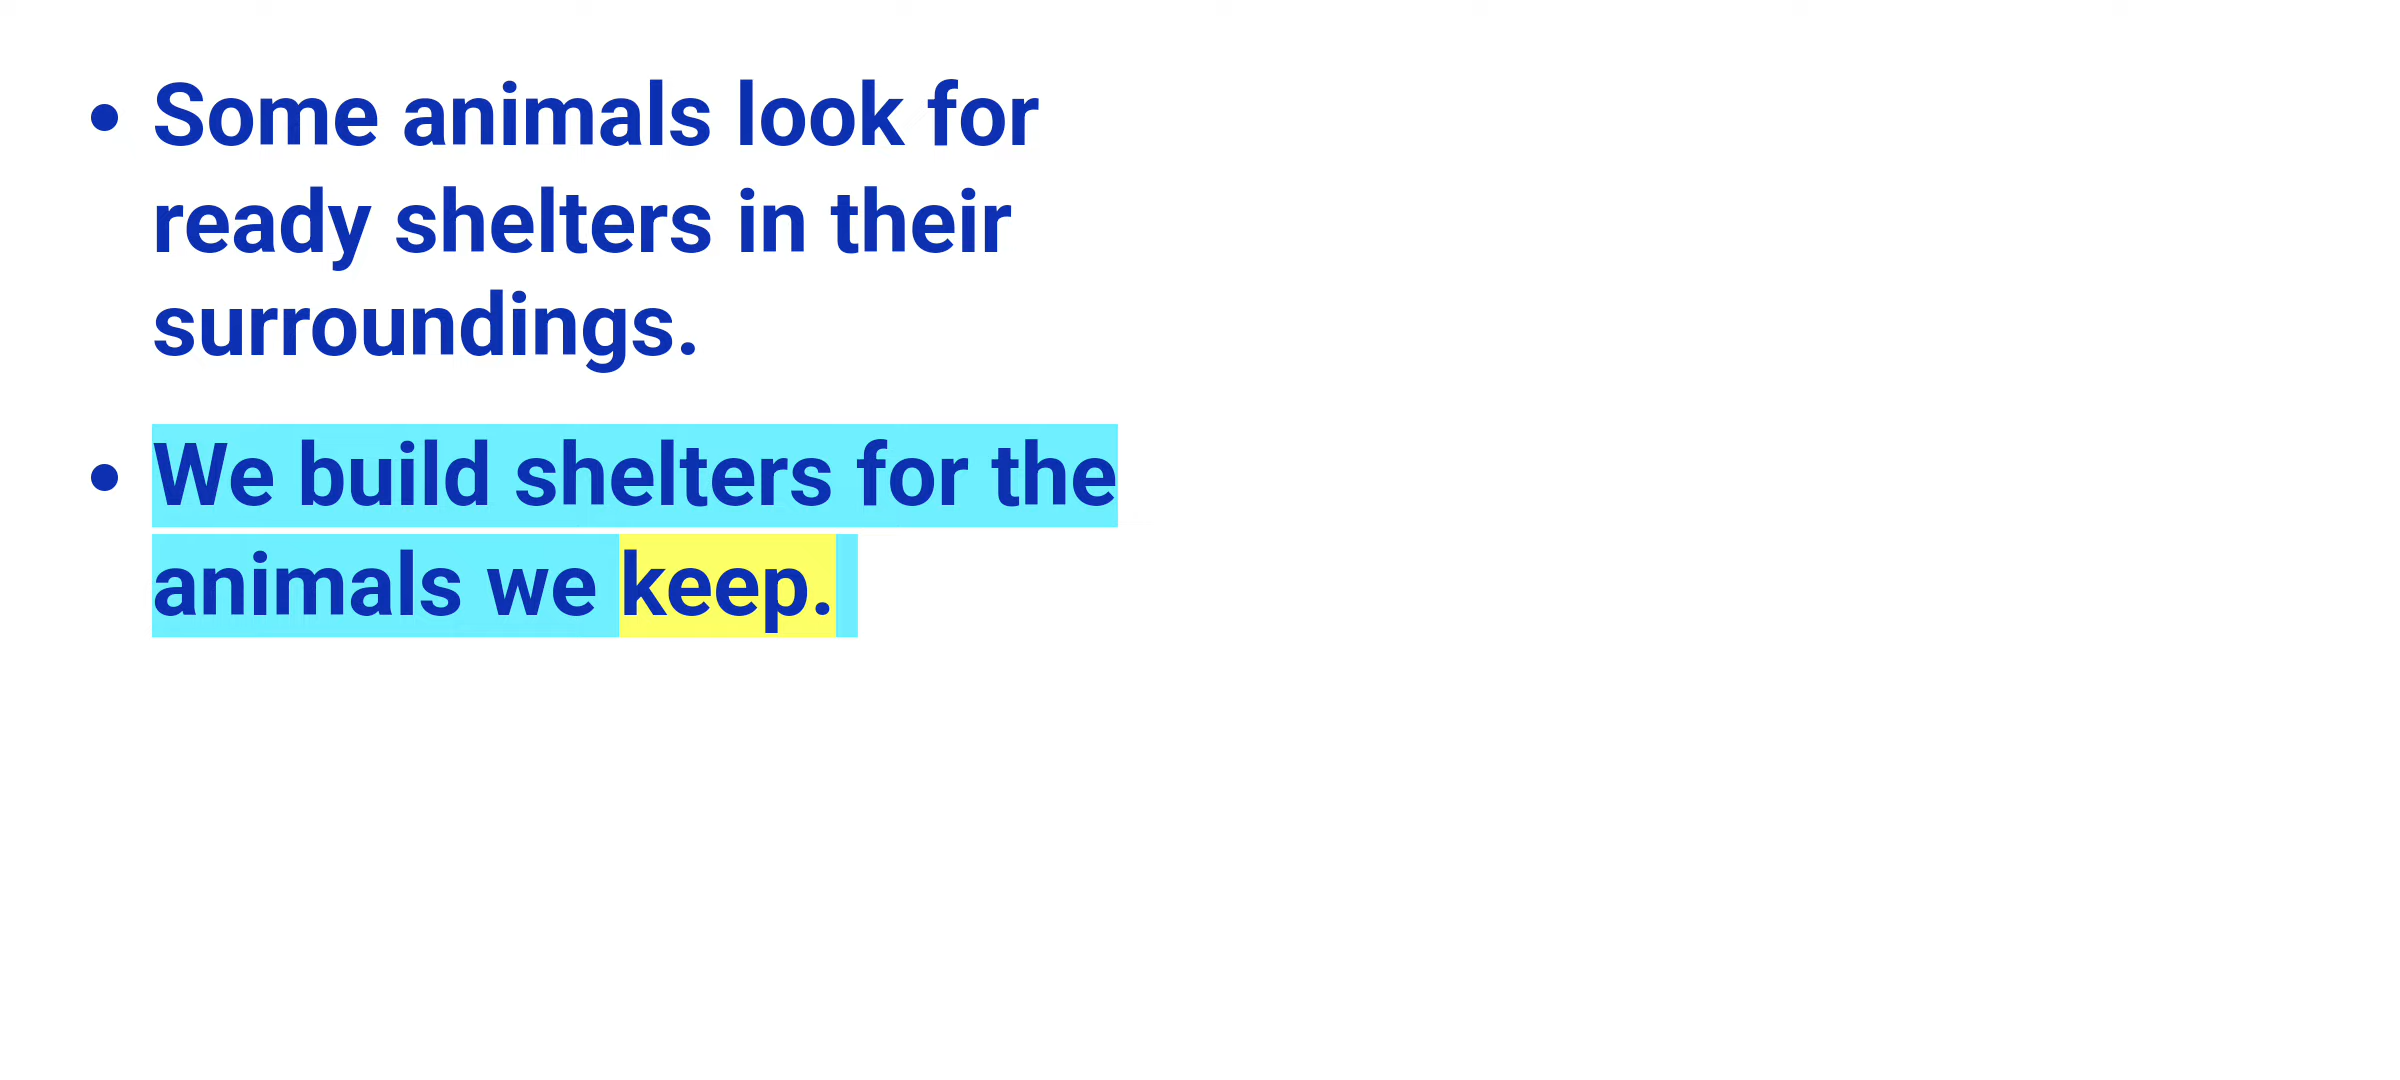 • Some animals look for
ready shelters in their
surroundings.
• We build shelters for the
animals we keep.